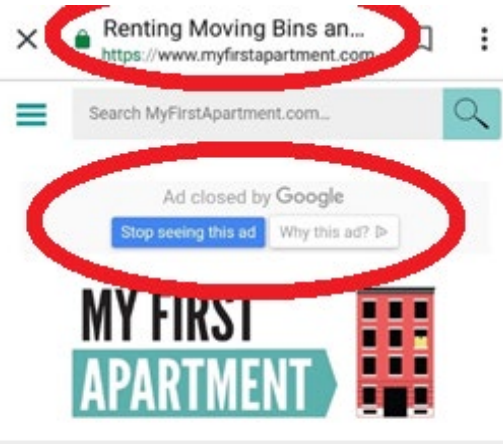 Renting Moving Bins an...
https://www.myfirstapartment.com
Search MyFirstApartment.com...
Ad closed by Google
Stop seeing this ad
Why this ad?
MY FIRST
APARTMENT